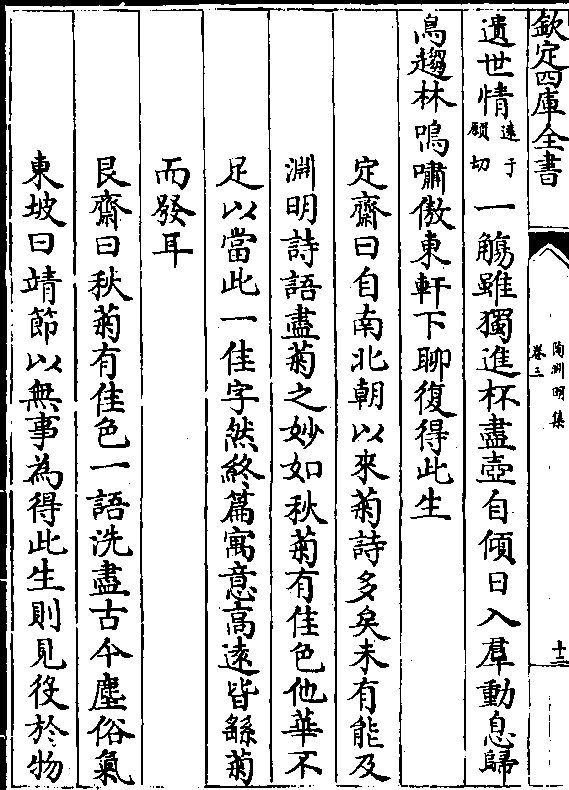 欽定四庫全書
陶淵明集
卷三
十三
遺世情遠于願切一觴雖獨進杯盡壺自傾日入羣動息歸
鳥趨林鳴嘯傲東軒下聊復得此生
定齋曰自南北朝以來菊詩多矣未有能及
淵明詩語盡菊之妙如秋菊有佳色他華不
足以當此一佳字然終篇寓意高遠皆繇菊
而發耳
艮齋曰秋菊有佳色一語洗盡古今塵俗氣
東坡曰靖節以無事為得此生則見役於物